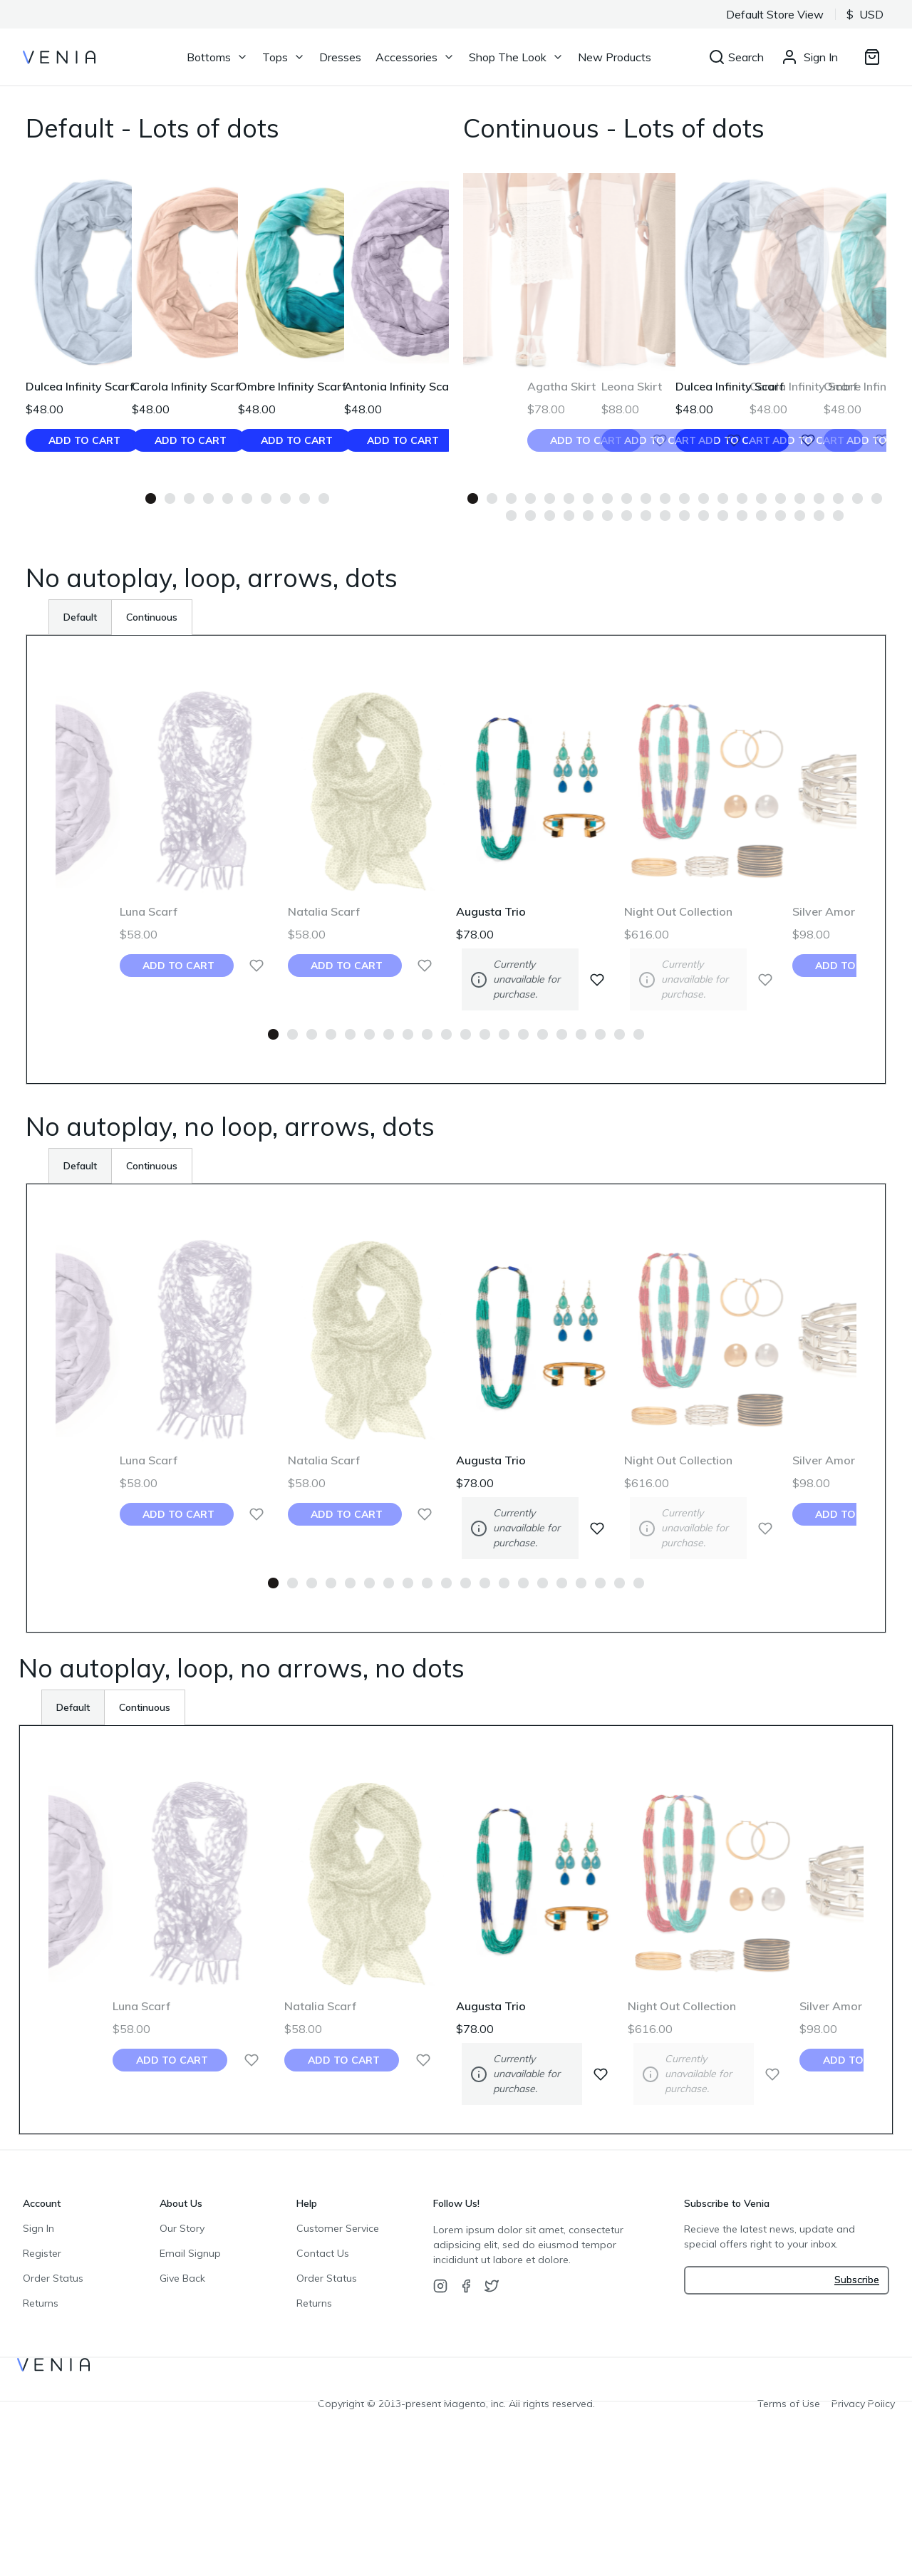 Default Store View
$ USD
VENIA
Bottoms
Tops
Dresses
Accessories
Shop The Look
New Products
Search
Sign In
Default - Lots of dots
Continuous - Lots of dots
Dulcea Infinity Scarf
Carola Infinity Scarf
Ombre Infinity Scarf
Antonia Infinity Sca
$48.00
$48.00
$48.00
$48.00
ADD TO CART
ADD TO CART
ADD TO CART
ADD TO CART
Agatha Skirt
Leona Skirt
Dulcea Infinity Scarf
Infinity Scarf
Infin
$78.00
$88.00
$48.00
$48.00
$48.00
ADD TO CART
ADD TO CART
ADD TO CART
ADD TO CART
ADD TO
No autoplay, loop, arrows, dots
Default
Continuous
Luna Scarf
Natalia Scarf
Augusta Trio
Night Out Collection
Silver Amor
$58.00
$58.00
$78.00
$616.00
$98.00
ADD TO CART
ADD TO CART
Currently
unavailable for
purchase.
Currently
unavailable for
purchase.
ADD TO
No autoplay, no loop, arrows, dots
Default
Continuous
Luna Scarf
Natalia Scarf
Augusta Trio
Night Out Collection
Silver Amor
$58.00
$58.00
$78.00
$616.00
$98.00
ADD TO CART
ADD TO CART
Currently
unavailable for
purchase.
Currently
unavailable for
purchase.
ADD TO
No autoplay, loop, no arrows, no dots
Default
Continuous
Luna Scarf
Natalia Scarf
Augusta Trio
Night Out Collection
Silver Amor
$58.00
$58.00
$78.00
$616.00
$98.00
ADD TO CART
ADD TO CART
Currently
unavailable for
purchase.
Currently
unavailable for
purchase.
ADD TO
Account
Sign In
Register
Order Status
Returns
About Us
Our Story
Email Signup
Give Back
Help
Customer Service
Contact Us
Order Status
Returns
Follow Us!
Lorem ipsum dolor sit amet, consectetur
adipsicing elit, sed do eiusmod tempor
incididunt ut labore et dolore.
Subscribe to Venia
Recieve the latest news, update and
special offers right to your inbox.
Subscribe
VENIA
Copyright © 2013-present Magento, Inc. All rights reserved.
Terms of Use
Privacy Policy